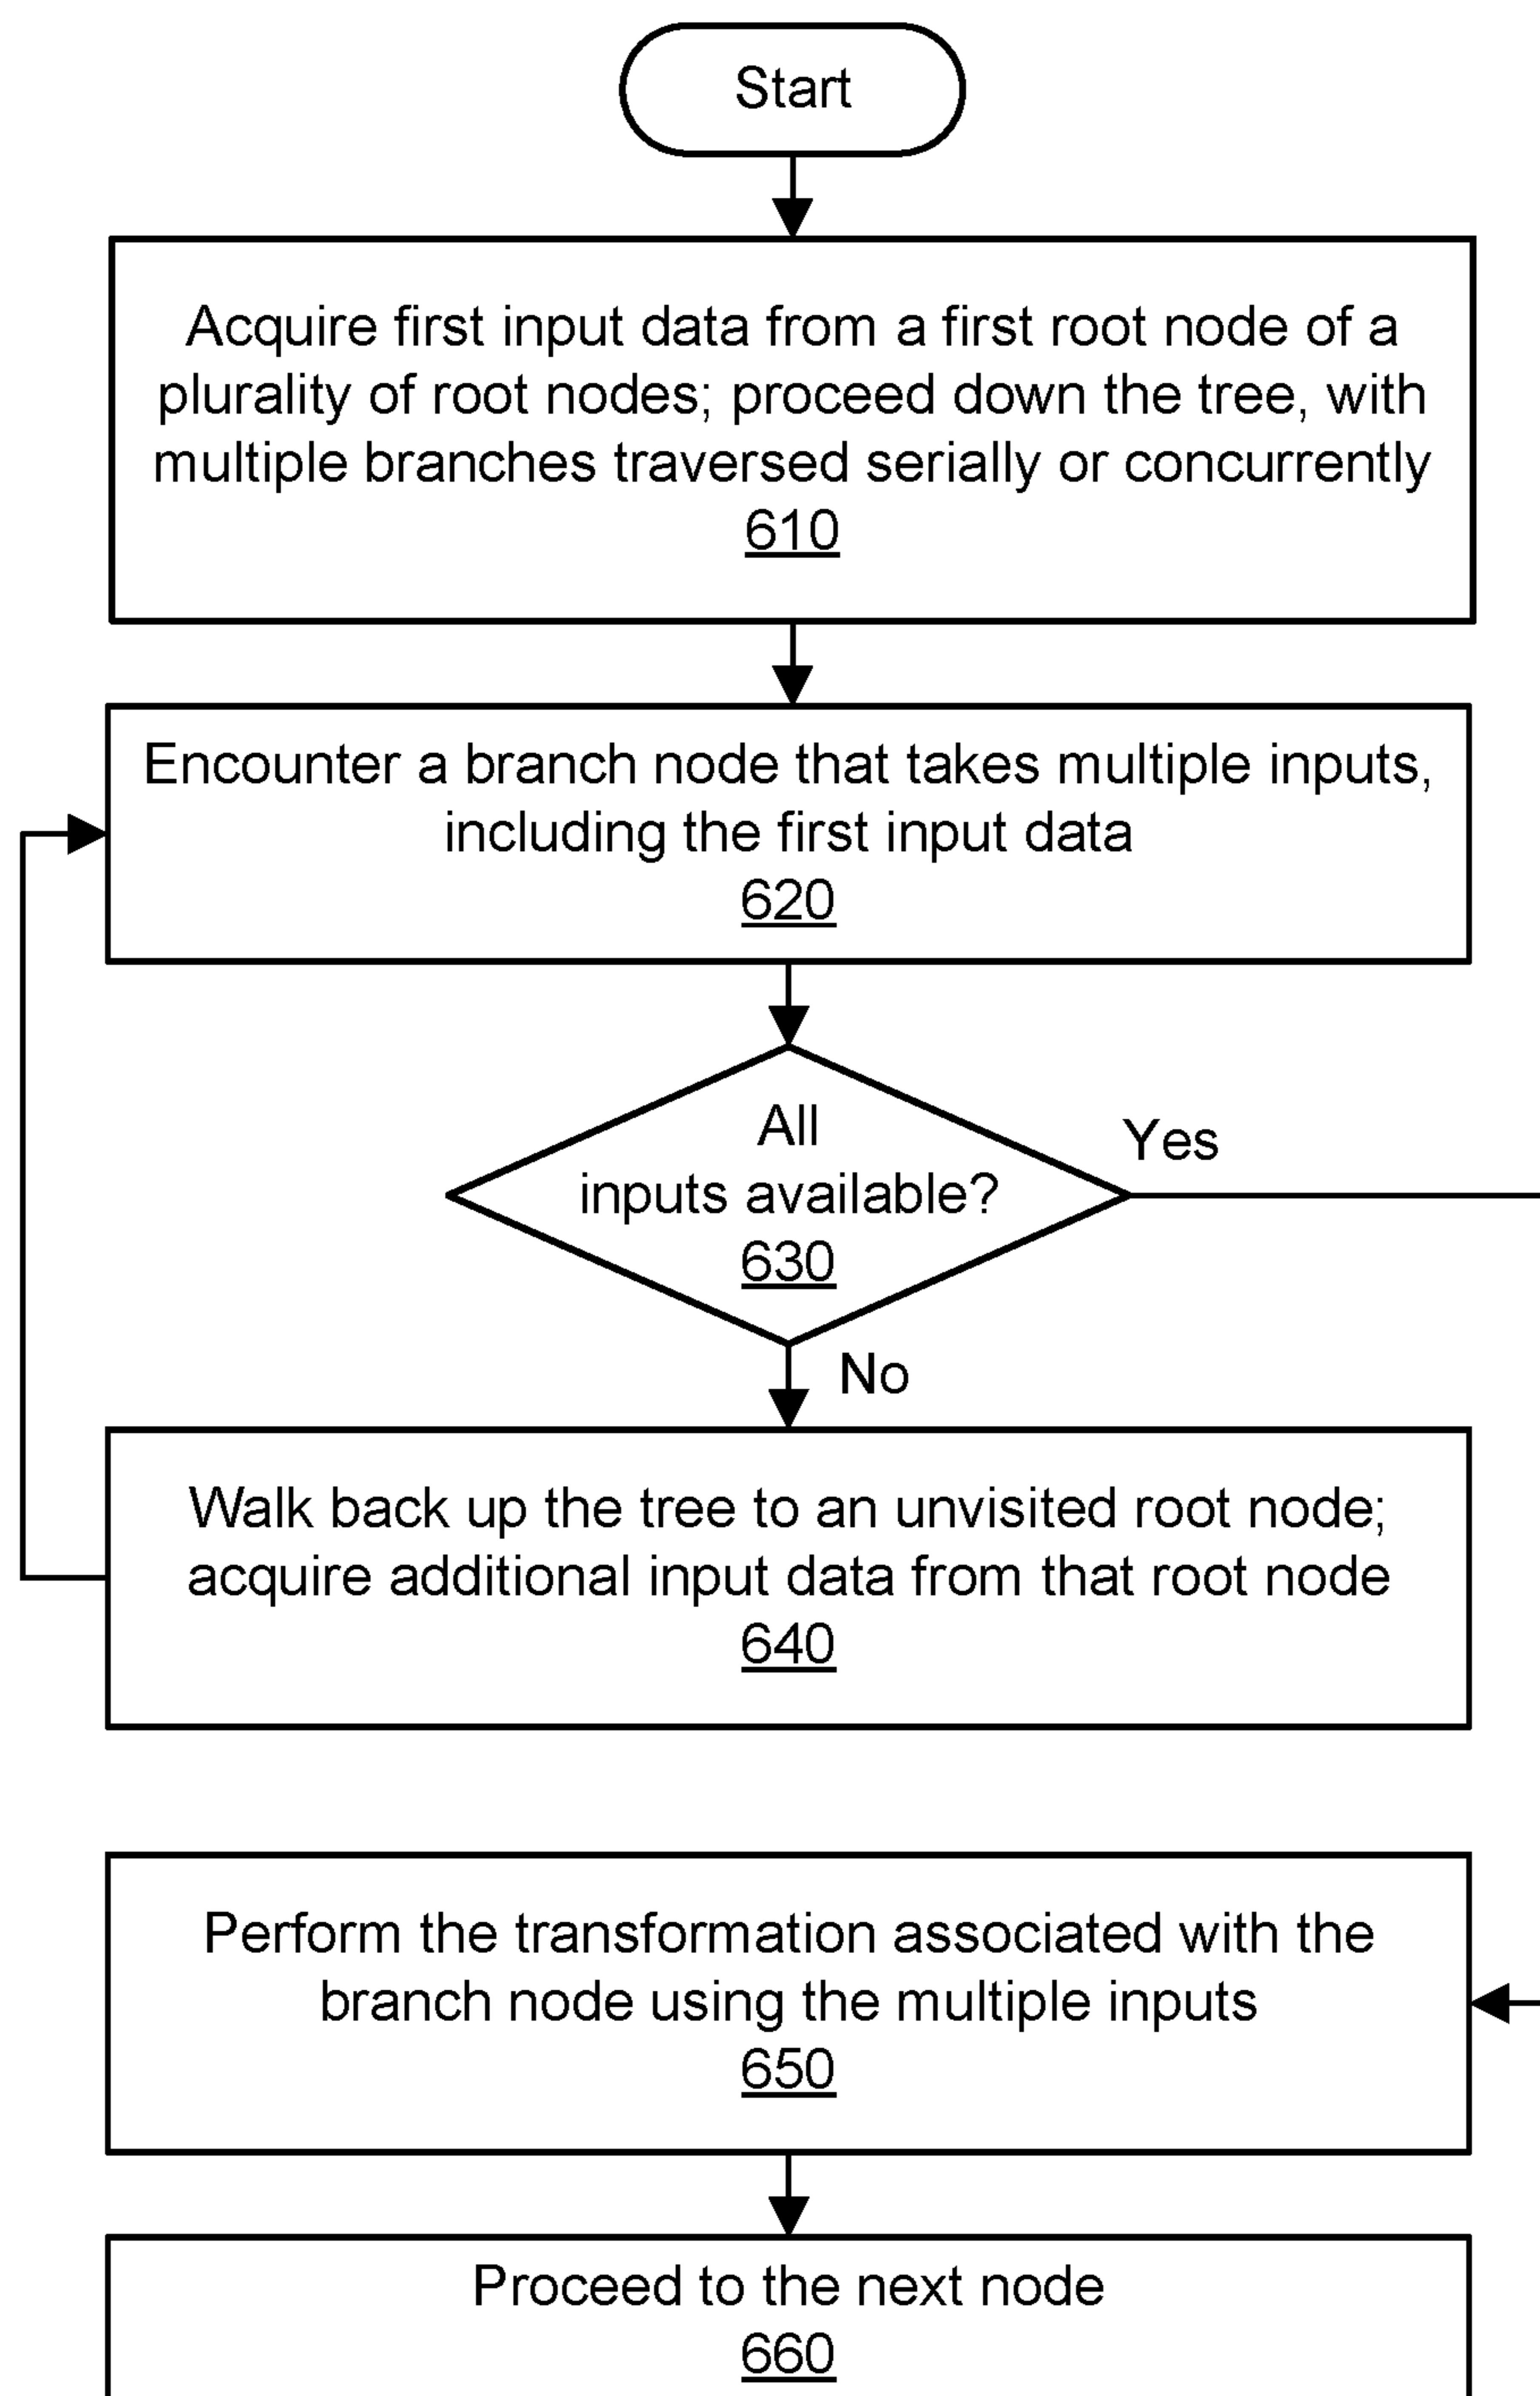 Start
Acquire first input data from a first root node of a
plurality of root nodes; proceed down the tree, with
multiple branches traversed serially or concurrently
610
Encounter a branch node that takes multiple inputs,
including the first input data
620
All
inputs available?
630
Yes
No
Walk back up the tree to an unvisited root node;
acquire additional input data from that root node
640
Perform the transformation associated with the
branch node using the multiple inputs
650
Proceed to the next node
660